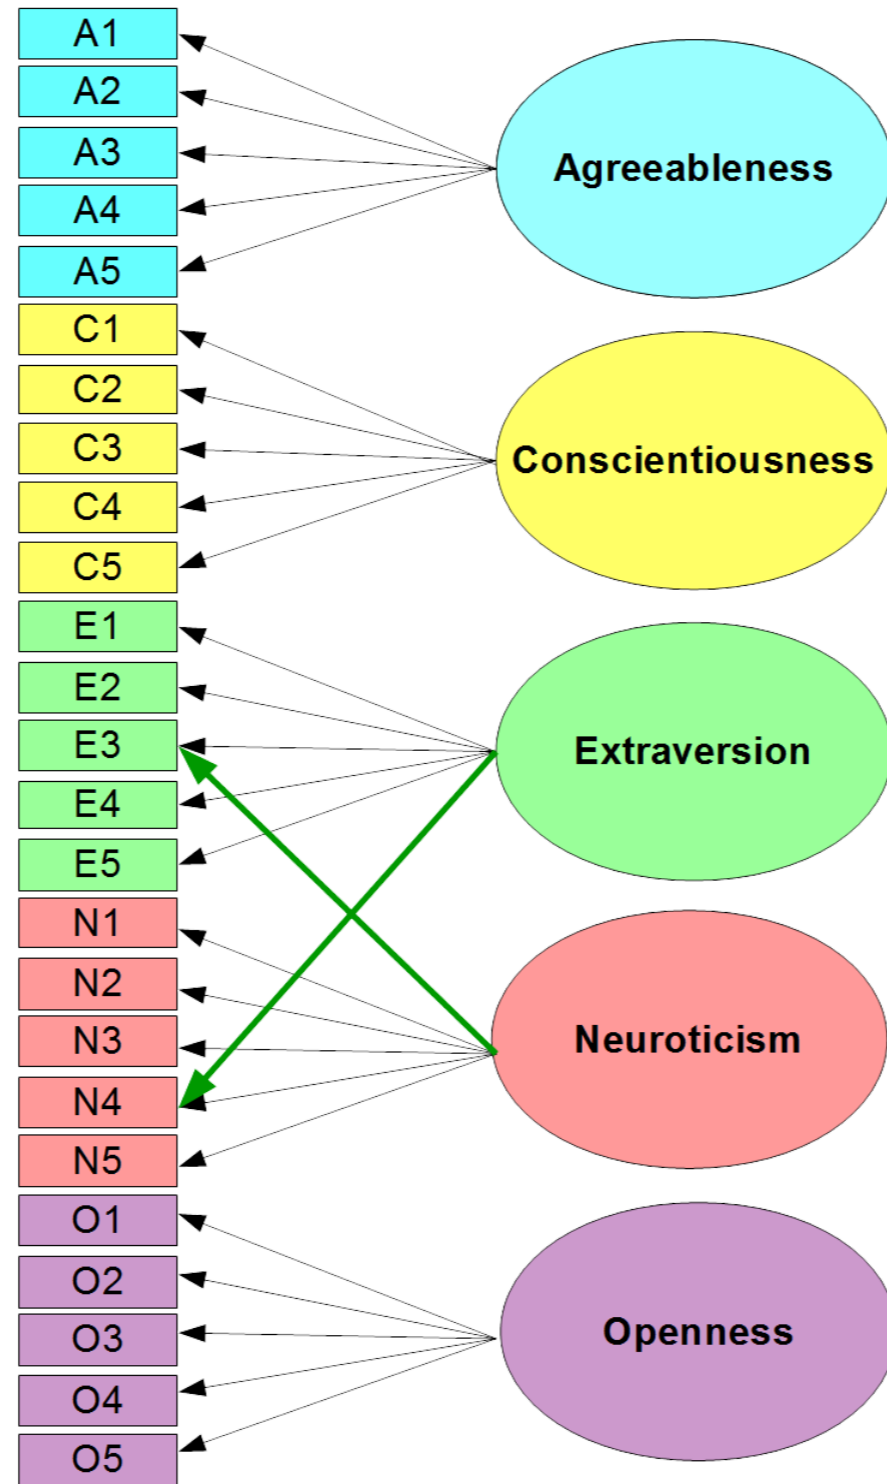 A1
A2
A3
A4
A5
Agreeableness
C1
C2
C3
C4
C5
Conscientiousness
E1
E2
E3
E4
E5
Extraversion
N1
N2
N3
N4
N5
Neuroticism
O1
O2
O3
O4
O5
Openness